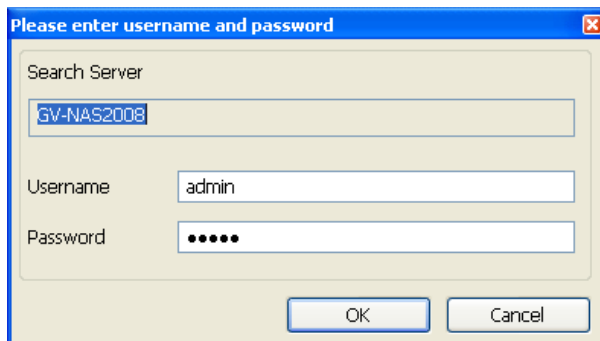 Please enter username and password
Search Server
GV-NAS2008
Username admin
Password •••••
OK Cancel